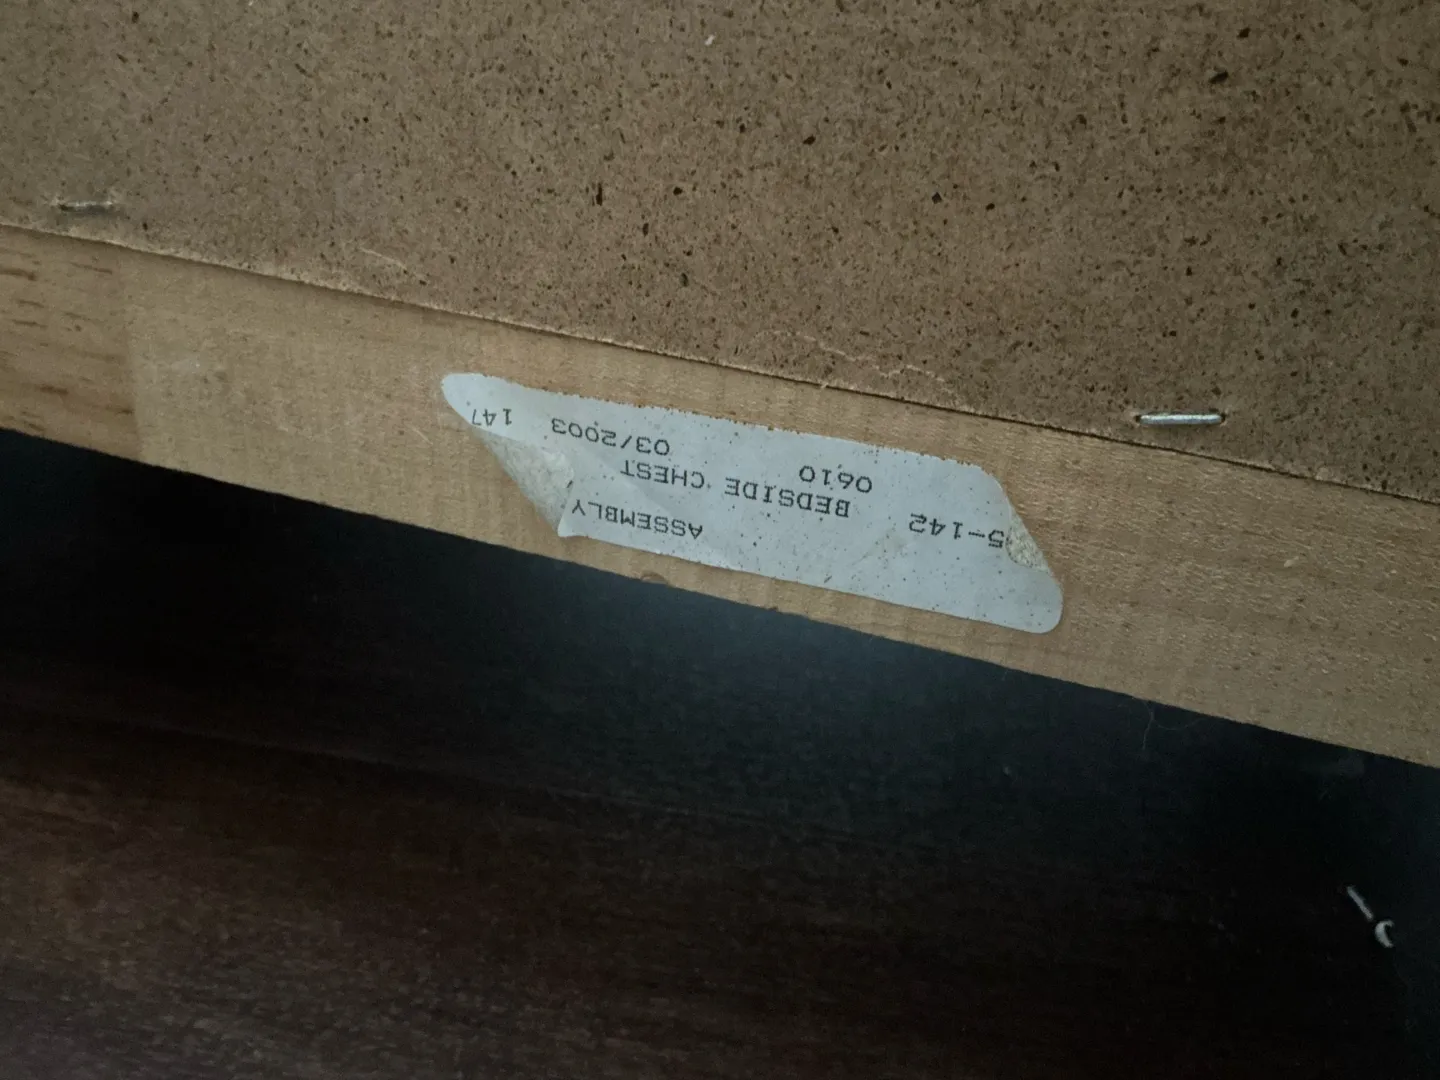 ASSEMBLY
5-142 BEDSIDE CHEST
0610 03/2003 147